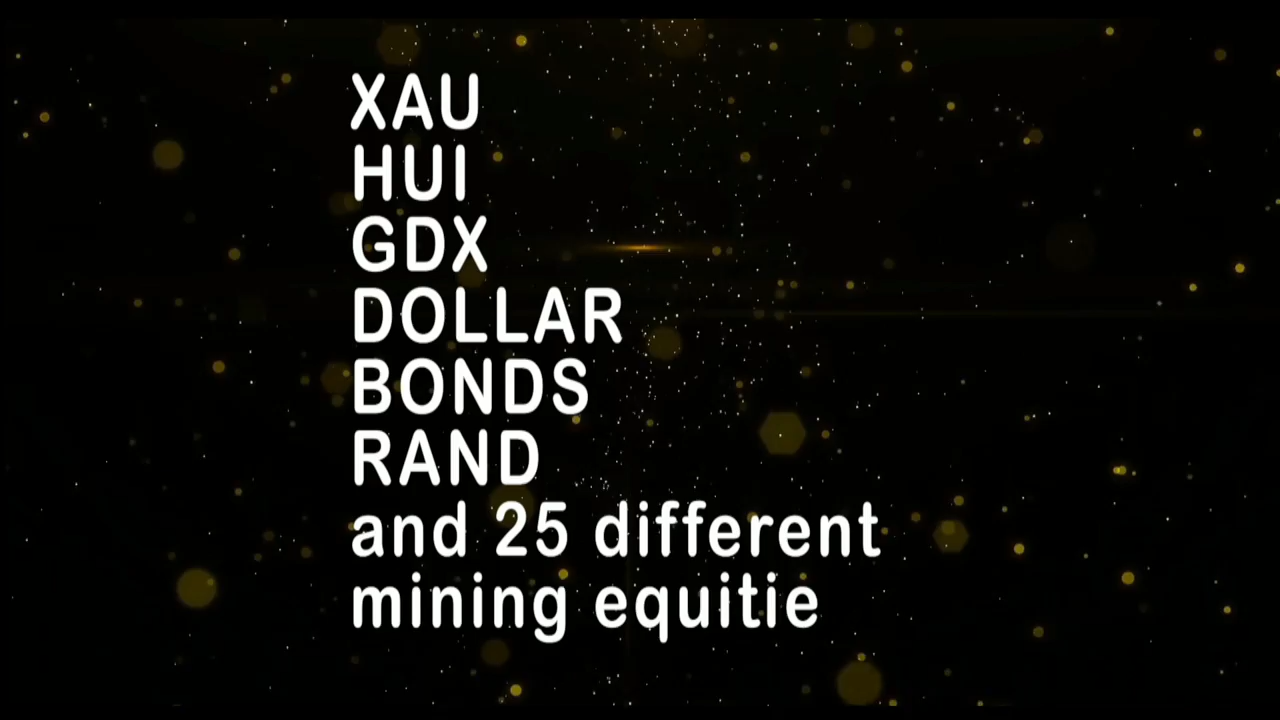 XAU
HUI
GDX
DOLLAR
BONDS
RAND
and 25 different
mining equitie